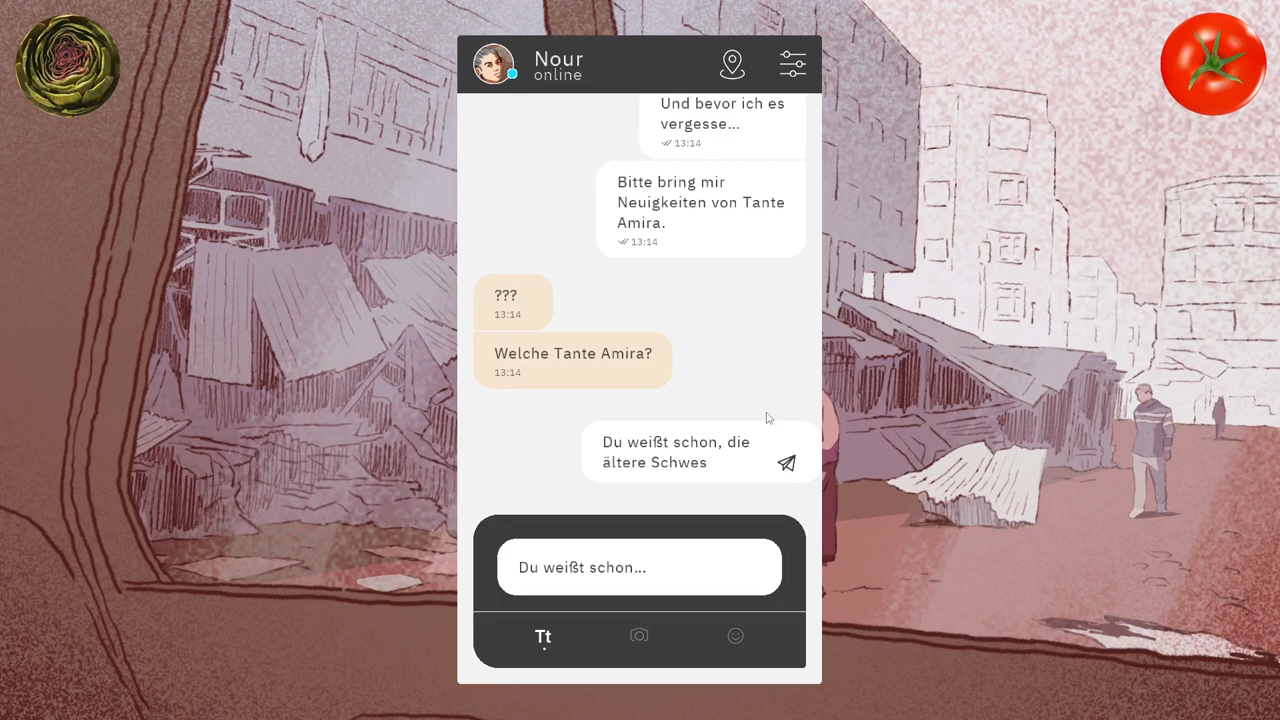 Nour
online
Und bevor ich es
vergesse...
13:14
Bitte bring mir
Neuigkeiten von Tante
Amira.
13:14
???
13:14
Welche Tante Amira?
13:14
Du weißt schon, die
ältere Schwes
Du weißt schon...
Tt